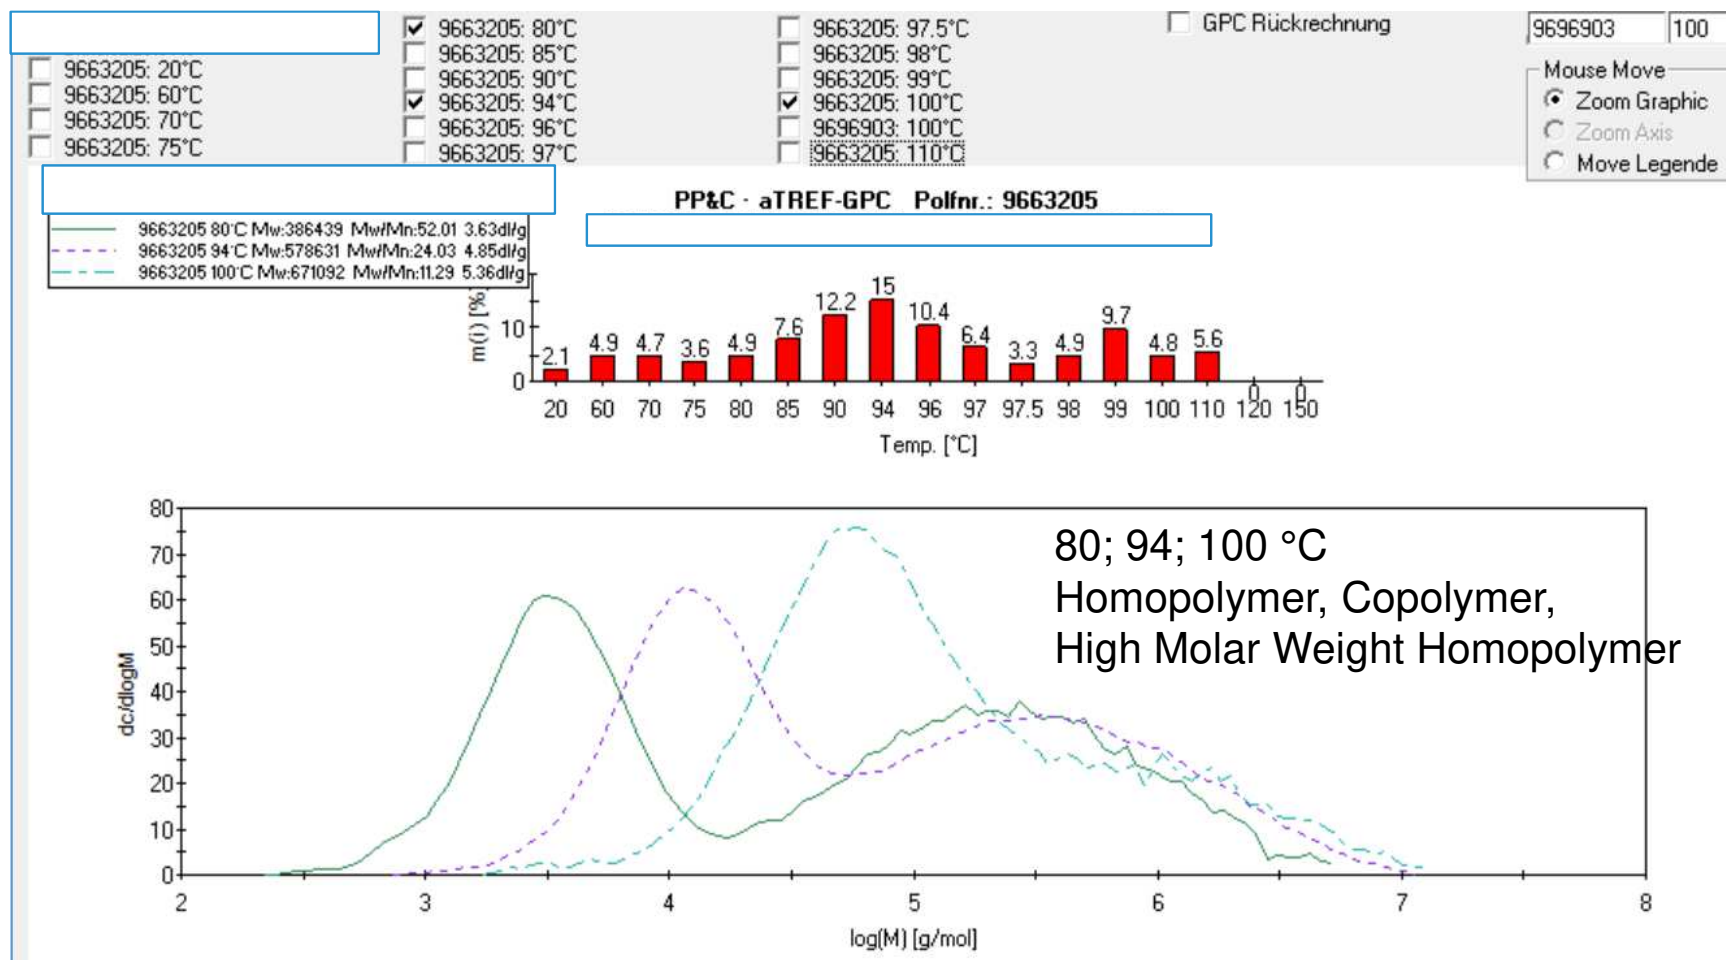 9663205: 20°C
9663205: 60°C
9663205: 70°C
9663205: 75°C
9663205: 80°C
9663205: 85°C
9663205: 90°C
9663205: 94°C
9663205: 96°C
9663205: 97°C
9663205: 97.5°C
9663205: 98°C
9663205: 99°C
9663205: 100°C
9696903: 100°C
9663205: 110°C
GPC Rückrechnung
9696903 100
Mouse Move
Zoom Graphic
Zoom Axis
Move Legende
PP&C - aTREF-GPC Polfnr.: 9663205
9663205 80°C Mw:386439 Mw/Mn:52.01 3.63dl/g
9663205 94°C Mw:578631 Mw/Mn:24.03 4.85dl/g
9663205 100°C Mw:671092 Mw/Mn:11.29 5.36dl/g
m(i) [%]
10
0
2.1 4.9 4.7 3.6 4.9 7.6 12.2 15 10.4 6.4 3.3 4.9 9.7 4.8 5.6 0 0
20 60 70 75 80 85 90 94 96 97 97.5 98 99 100 110 120 150
Temp. [°C]
80; 94; 100 °C
Homopolymer, Copolymer,
High Molar Weight Homopolymer
dc/dlogM
80
70
60
50
40
30
20
10
0
2 3 4 5 6 7 8
log(M) [g/mol]